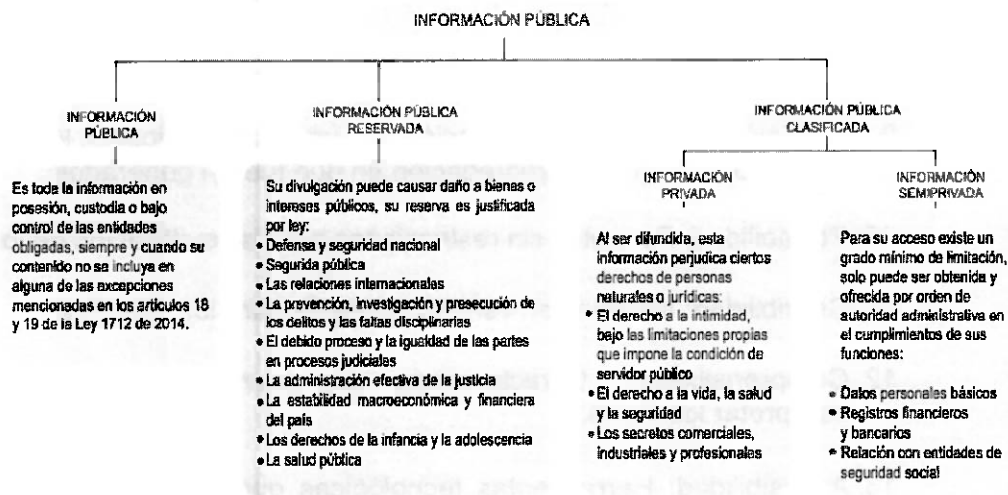 INFORMACIÓN PÚBLICA
INFORMACIÓN
PÚBLICA
Es toda la información en
posesión, custodia o bajo
control de las entidades
obligadas, siempre y cuando su
contenido no se incluya en
alguna de las excepciones
mencionadas en los artículos 18
y 19 de la Ley 1712 de 2014.
INFORMACIÓN PÚBLICA
RESERVADA
Su divulgación puede causar daño a bienes o
intereses públicos, su reserva es justificada
por ley:
• Defensa y seguridad nacional
• Segurida pública
• Las relaciones internacionales
• La prevención, investigación y presecución de
los delitos y las faltas disciplinarias
• El debido proceso y la igualdad de las partes
en procesos judiciales
• La administración efectiva de la justicia
• La estabilidad macroeconómica y financiera
del país
• Los derechos de la infancia y la adolescencia
• La salud pública
INFORMACIÓN PÚBLICA
CLASIFICADA
INFORMACIÓN
PRIVADA
Al ser difundida, esta
información perjudica ciertos
derechos de personas
naturales o jurídicas:
• El derecho a la intimidad,
bajo las limitaciones propias
que impone la condición de
servidor público
• El derecho a la vida, la salud
y la seguridad
• Los secretos comerciales,
industriales y profesionales
INFORMACIÓN
SEMIPRIVADA
Para su acceso existe un
grado mínimo de limitación,
solo puede ser obtenida y
ofrecida por orden de
autoridad administrativa en
el cumplimientos de sus
funciones:
• Datos personales básicos
• Registros financieros
y bancarios
• Relación con entidades de
seguridad social